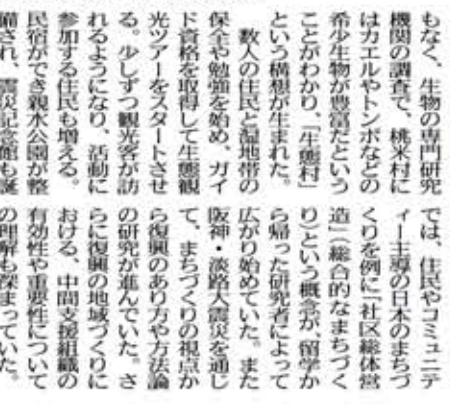 もなく、生物の専門研究
機関の調査で、桃米村に
はカエルやトンボなどの
希少生物が豊富だという
ことがわかり、「生態村」
という構想が生まれた。
　数人の住民と湿地帯の
保全や勉強を始め、ガイ
ド資格を取得して生態観
光ツアーをスタートさせ
る。少しずつ観光客が訪
れるようになり、活動に
参加する住民も増える。
民宿ができ親水公園が整
備され、震災記念館も誕
では、住民やコミュニテ
ィー主導の日本のまちづ
くりを例に「社区総体営
造」（総合的なまちづく
り）という概念が、留学か
ら帰った研究者によって
広がり始めていた。また
阪神・淡路大震災を通じ
て、まちづくりの視点か
ら復興のあり方や方法論
の研究が進んでいた。さ
らに復興の地域づくりに
おける、中間支援組織の
有効性や重要性について
の理解も深まっていた。